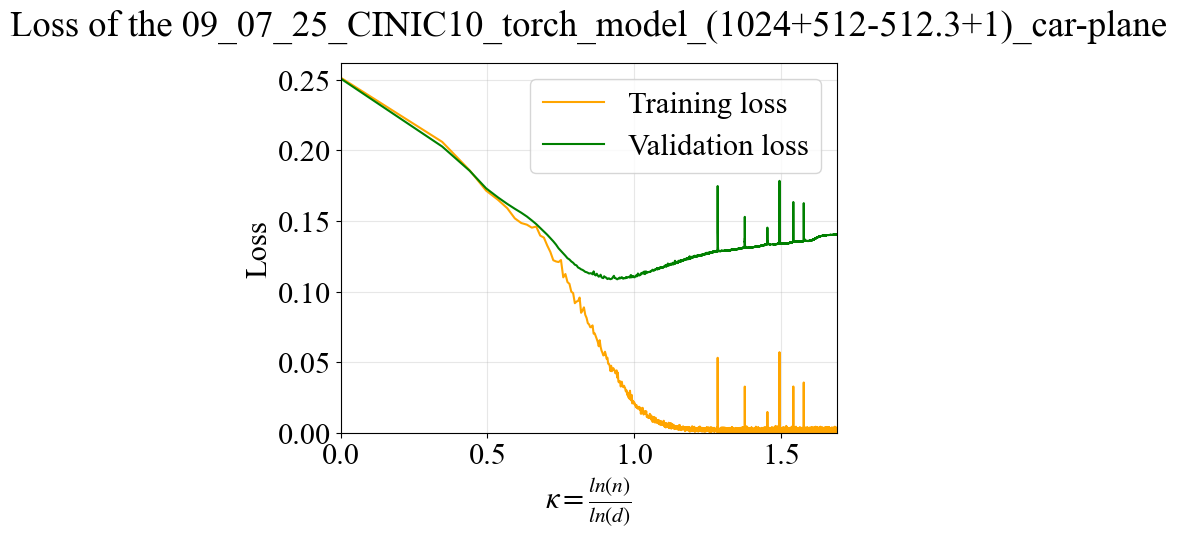 Loss of the 09_07_25_CINIC10_torch_model_(1024+512-512.3+1)_car-plane
0.25
0.20
0.15
0.10
0.05
0.00
Loss
Training loss
Validation loss
0.0 0.5 1.0 1.5
κ = ln(n)/ln(d)